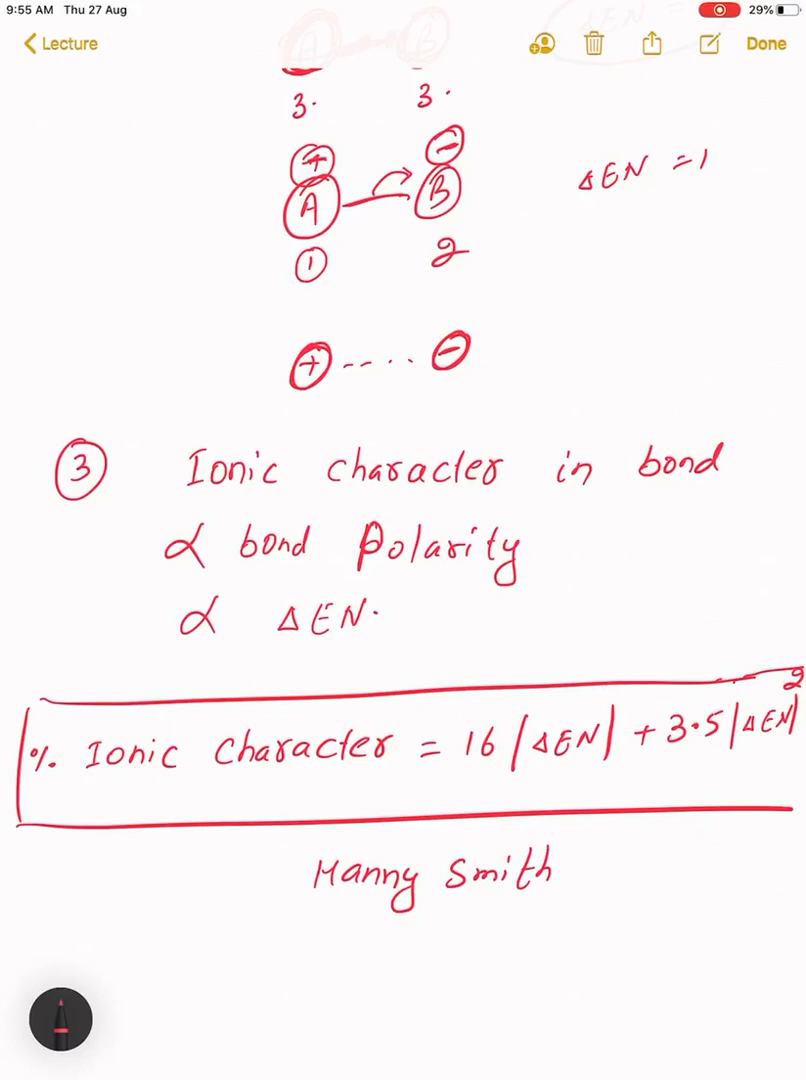 9:55 AM Thu 27 Aug
29%
Lecture
Done
A B
3. 3.
+ −
A B
ΔEN = 1
1 2
+ ..... −
3 Ionic character in bond
∝ bond Polarity
∝ ΔEN.
% Ionic Character = 16 |ΔEN| + 3.5 |ΔEN|²
Hanny Smith